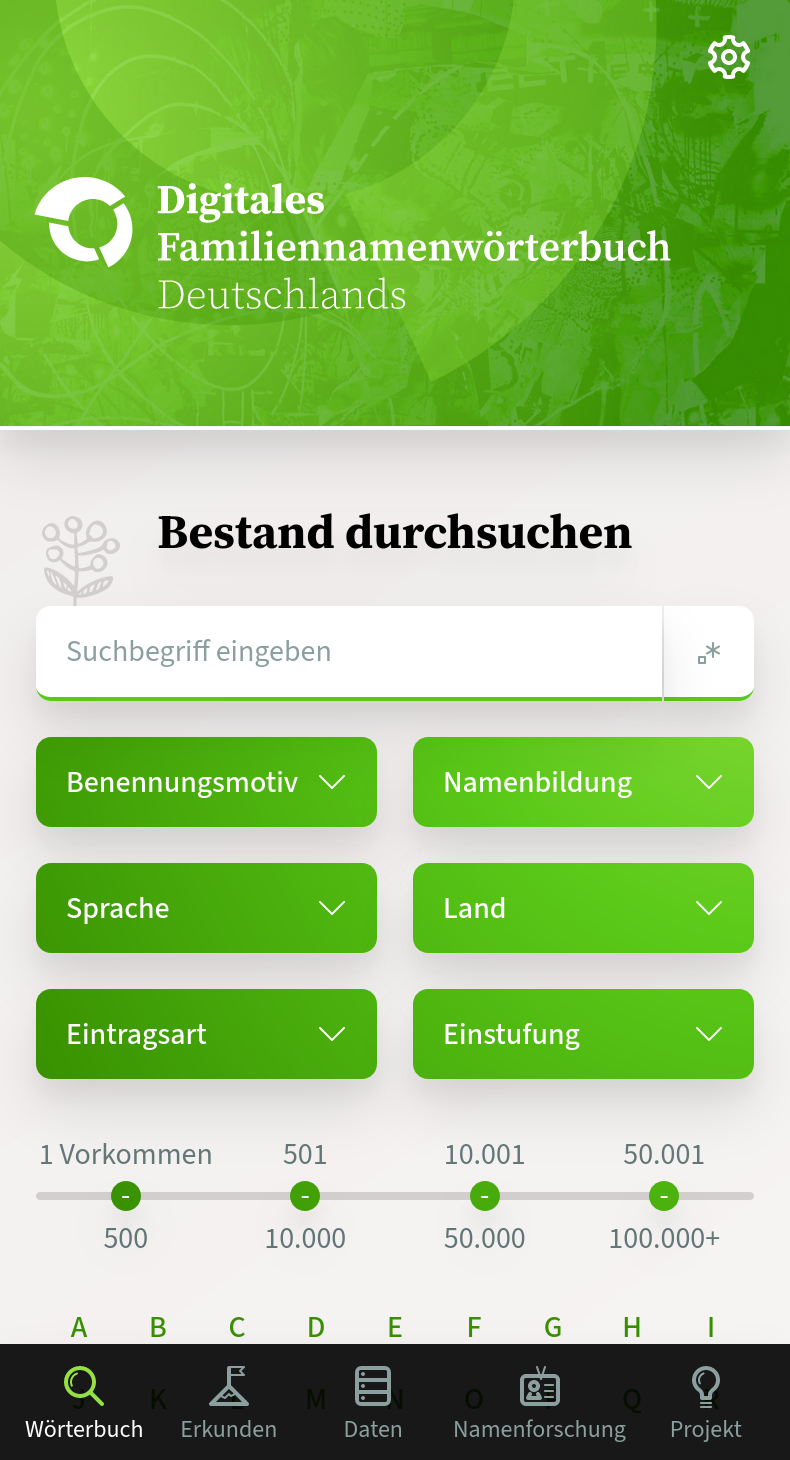 Digitales
Familiennamenwörterbuch
Deutschlands
Bestand durchsuchen
Suchbegriff eingeben
.*
Benennungsmotiv
Namenbildung
Sprache
Land
Eintragsart
Einstufung
1 Vorkommen 501 10.001 50.001
- - - -
500 10.000 50.000 100.000+
A B C D E F G H I
K M N O Q R
Wörterbuch Erkunden Daten Namenforschung Projekt